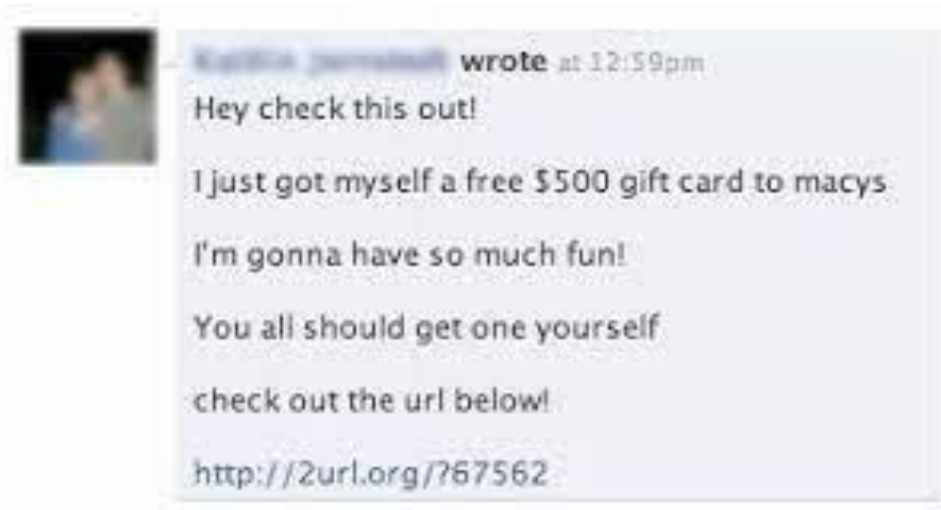 wrote at 12:59pm
Hey check this out!
I just got myself a free $500 gift card to macys
I'm gonna have so much fun!
You all should get one yourself
check out the url below!
http://2url.org/?67562